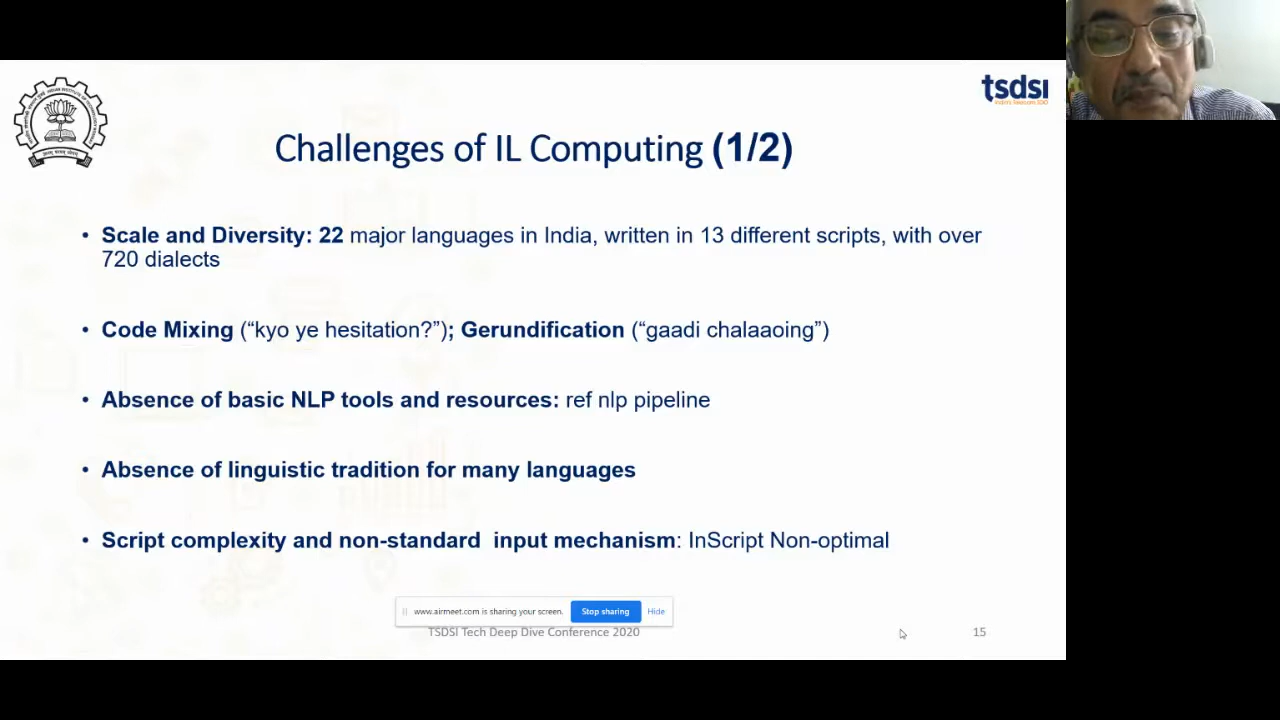 tsdsi
India's Telecom SDO
Challenges of IL Computing (1/2)
• Scale and Diversity: 22 major languages in India, written in 13 different scripts, with over
720 dialects
• Code Mixing (“kyo ye hesitation?”); Gerundification (“gaadi chalaaoing”)
• Absence of basic NLP tools and resources: ref nlp pipeline
• Absence of linguistic tradition for many languages
• Script complexity and non-standard input mechanism: InScript Non-optimal
www.airmeet.com is sharing your screen. Stop sharing Hide
TSDSI Tech Deep Dive Conference 2020 15